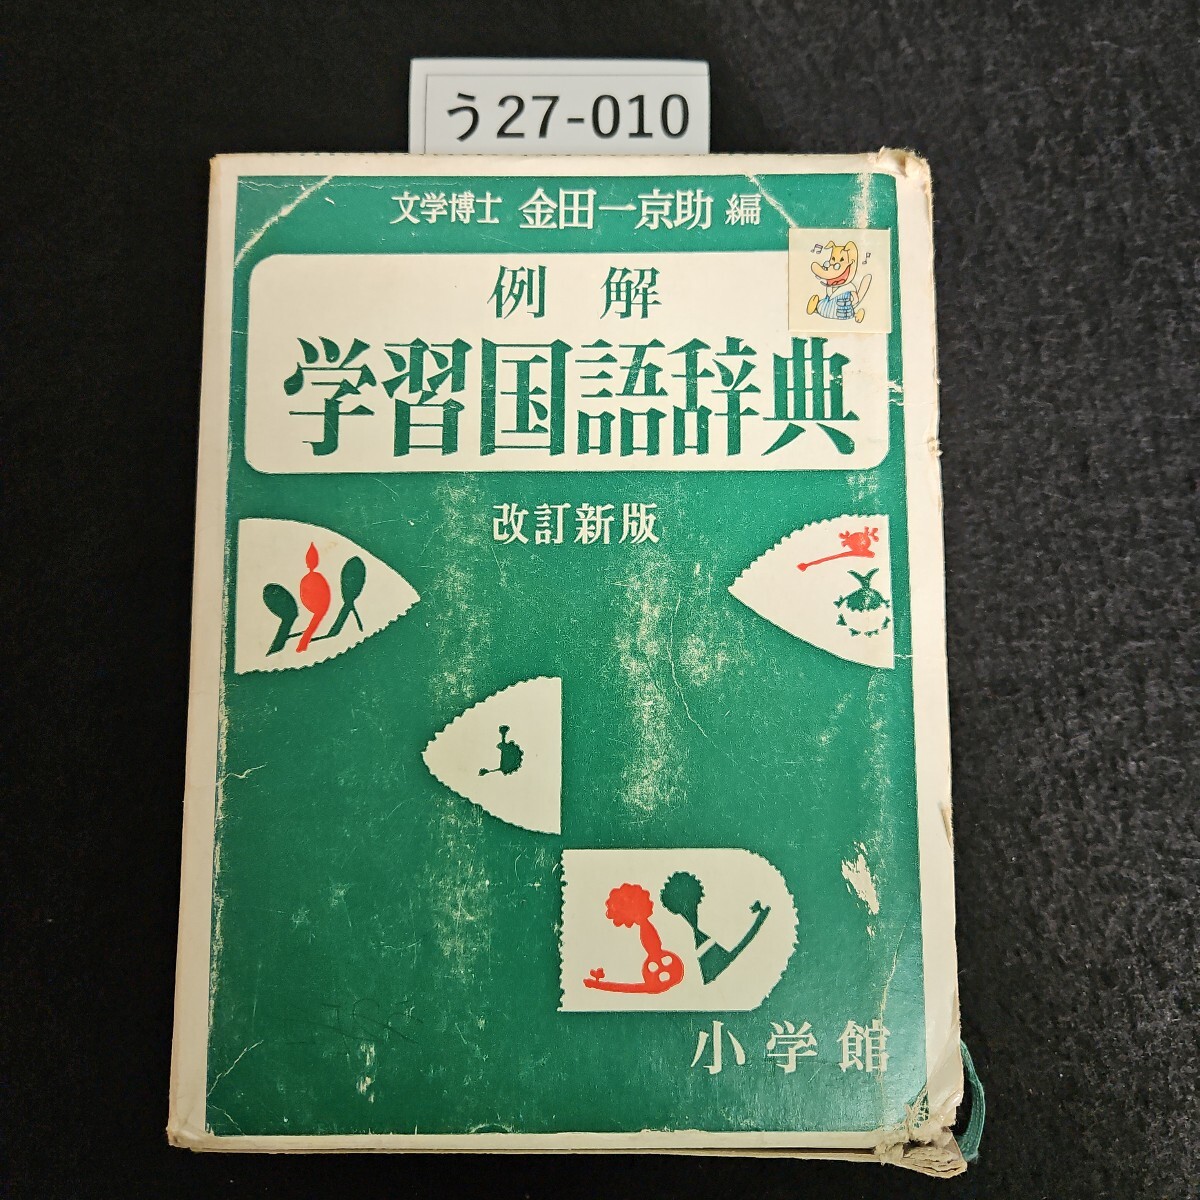 う27-010
文学博士 金田一京助 編
例解
学習国語辞典
改訂新版
小学館